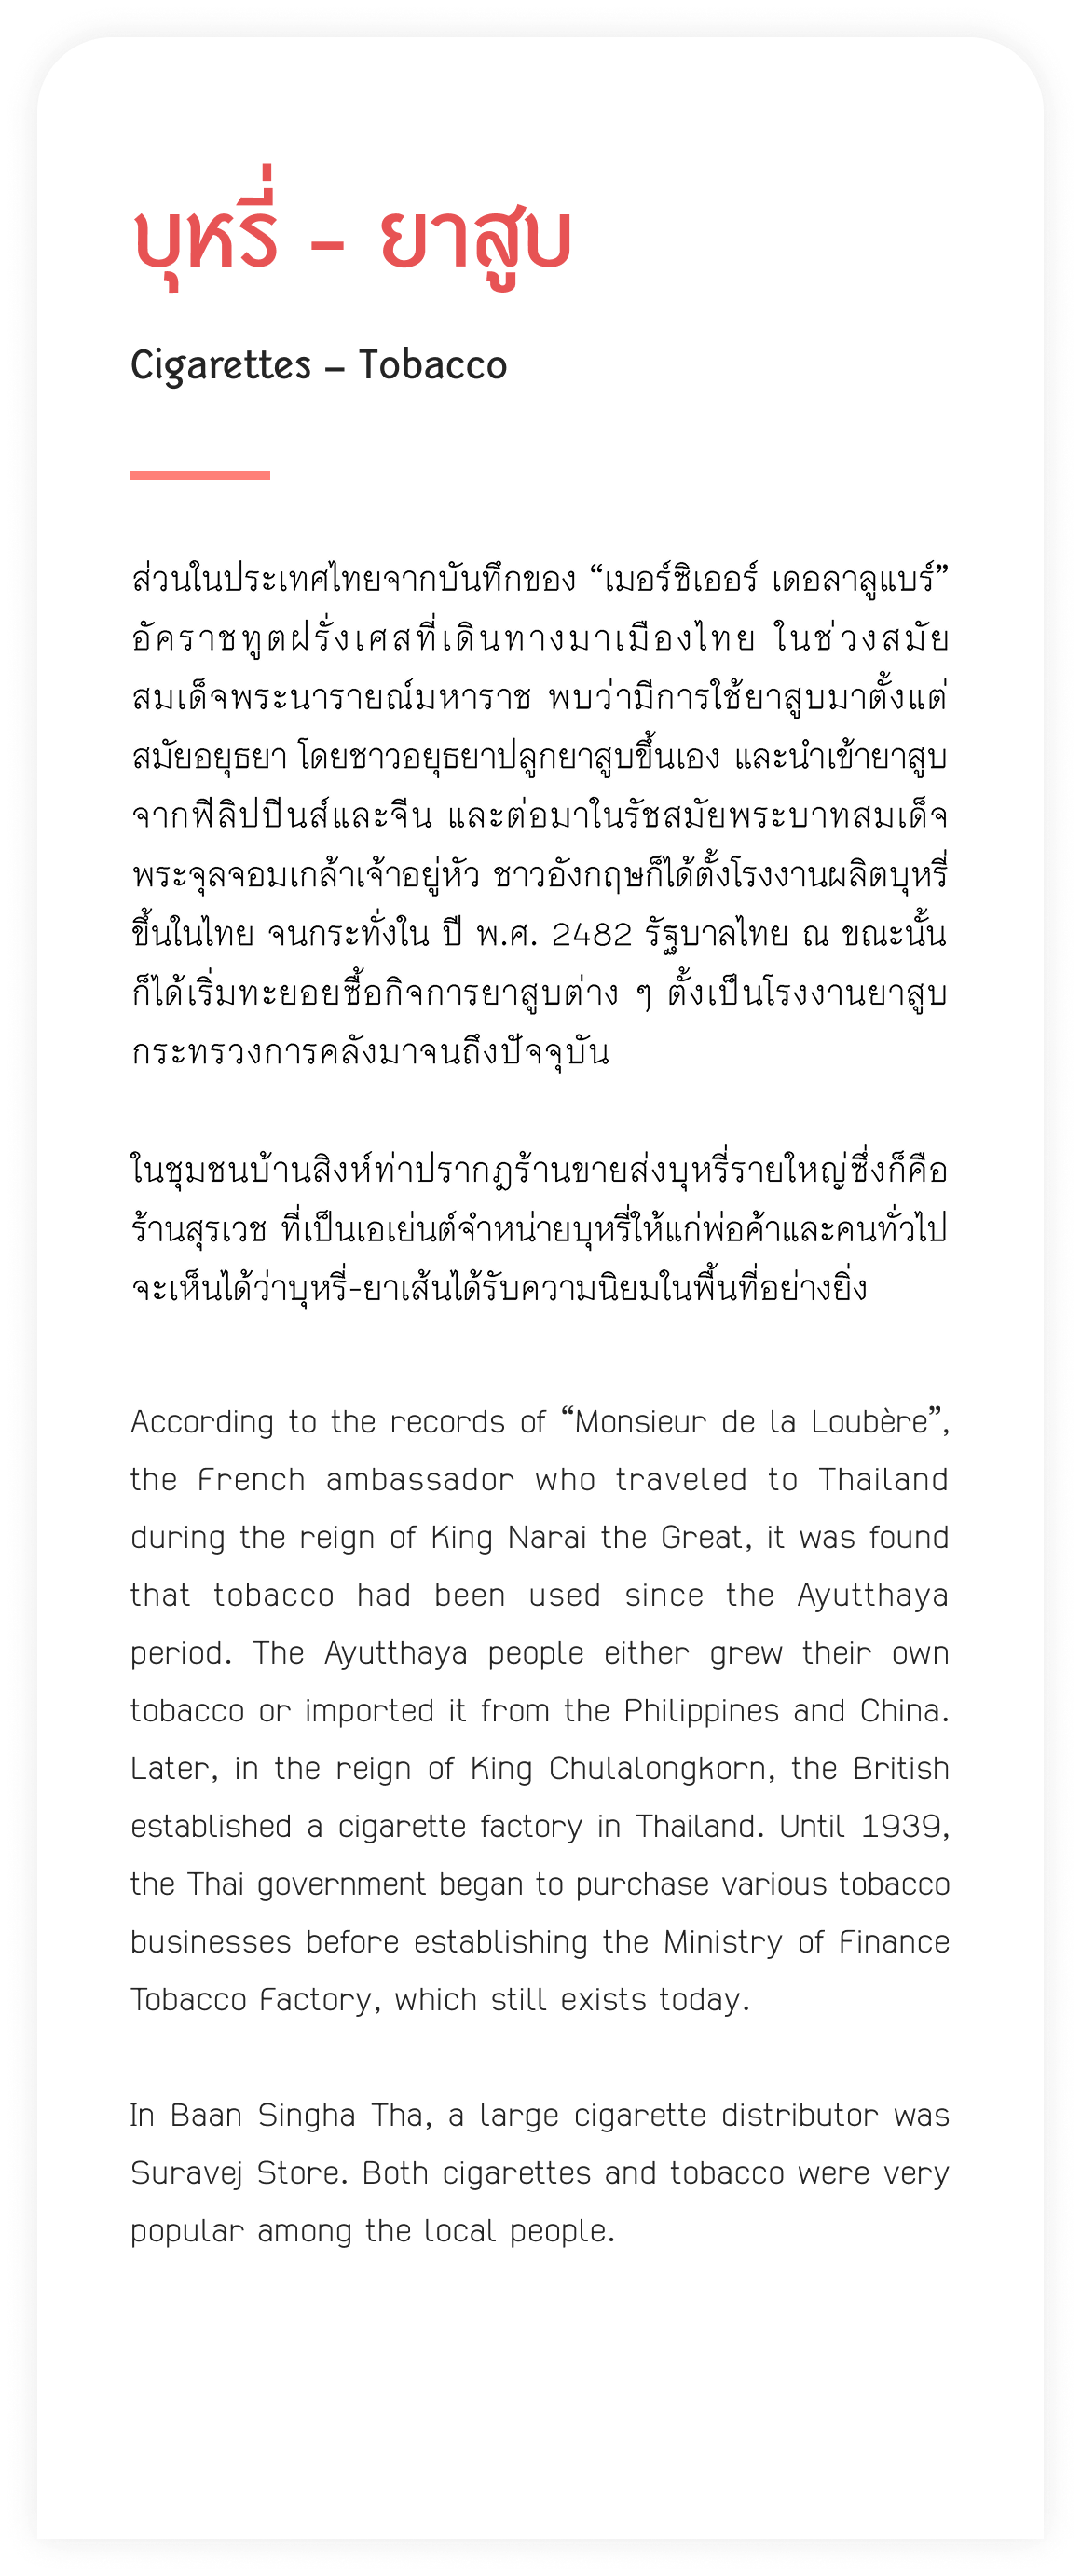 บุหรี่ – ยาสูบ
Cigarettes – Tobacco
ส่วนในประเทศไทยจากบันทึกของ “เมอร์ซิเออร์ เดอลาลูแบร์”
อัคราชทูตฝรั่งเศสที่เดินทางมาเมืองไทย ในช่วงสมัย
สมเด็จพระนารายณ์มหาราช พบว่ามีการใช้ยาสูบมาตั้งแต่
สมัยอยุธยา โดยชาวอยุธยาปลูกยาสูบขึ้นเอง และนำเข้ายาสูบ
จากฟิลิปปินส์และจีน และต่อมาในรัชสมัยพระบาทสมเด็จ
พระจุลจอมเกล้าเจ้าอยู่หัว ชาวอังกฤษก็ได้ตั้งโรงงานผลิตบุหรี่
ขึ้นในไทย จนกระทั่งใน ปี พ.ศ. 2482 รัฐบาลไทย ณ ขณะนั้น
ก็ได้เริ่มทะยอยซื้อกิจการยาสูบต่าง ๆ ตั้งเป็นโรงงานยาสูบ
กระทรวงการคลังมาจนถึงปัจจุบัน
ในชุมชนบ้านสิงห์ท่าปรากฎร้านขายส่งบุหรี่รายใหญ่ซึ่งก็คือ
ร้านสุรเวช ที่เป็นเอเย่นต์จำหน่ายบุหรี่ให้แก่พ่อค้าและคนทั่วไป
จะเห็นได้ว่าบุหรี่-ยาเส้นได้รับความนิยมในพื้นที่อย่างยิ่ง
According to the records of “Monsieur de la Loubère”,
the French ambassador who traveled to Thailand
during the reign of King Narai the Great, it was found
that tobacco had been used since the Ayutthaya
period. The Ayutthaya people either grew their own
tobacco or imported it from the Philippines and China.
Later, in the reign of King Chulalongkorn, the British
established a cigarette factory in Thailand. Until 1939,
the Thai government began to purchase various tobacco
businesses before establishing the Ministry of Finance
Tobacco Factory, which still exists today.
In Baan Singha Tha, a large cigarette distributor was
Suravej Store. Both cigarettes and tobacco were very
popular among the local people.